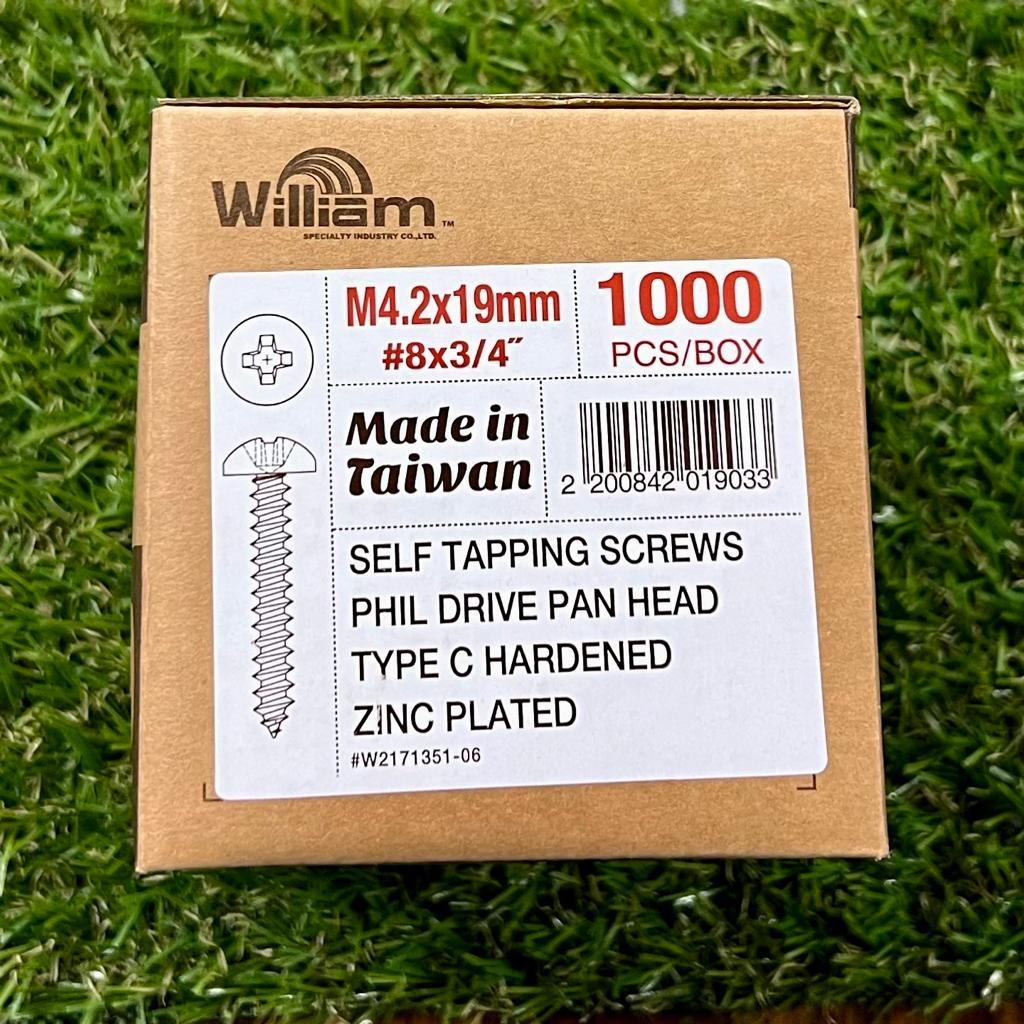 William™
SPECIALTY INDUSTRY CO.,LTD.
M4.2x19mm
#8x3/4″
1000
PCS/BOX
Made in
Taiwan
2 200842 019033
SELF TAPPING SCREWS
PHIL DRIVE PAN HEAD
TYPE C HARDENED
ZINC PLATED
#W2171351-06